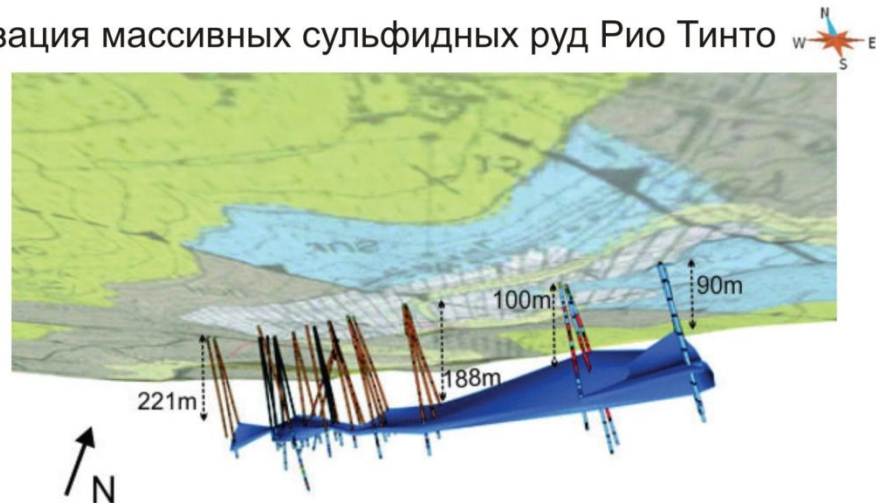 зация массивных сульфидных руд Рио Тинто
N
W E
S
90m
100m
188m
221m
N